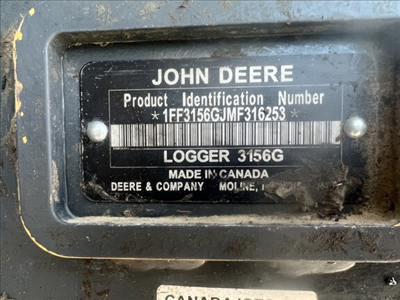 JOHN DEERE
Product Identification Number
*1FF3156GJMF316253*
LOGGER 3156G
MADE IN CANADA
DEERE & COMPANY MOLINE,